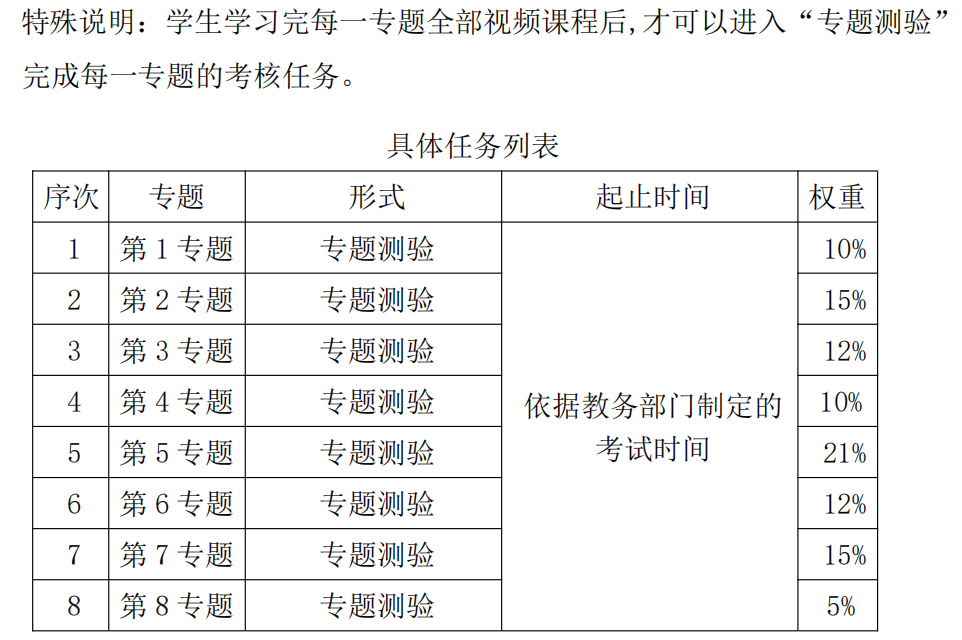 特殊说明：学生学习完每一专题全部视频课程后,才可以进入“专题测验”
完成每一专题的考核任务。
具体任务列表
序次 专题 形式 起止时间 权重
1 第 1 专题 专题测验 10%
2 第 2 专题 专题测验 15%
3 第 3 专题 专题测验 12%
4 第 4 专题 专题测验 10%
依据教务部门制定的
考试时间
5 第 5 专题 专题测验 21%
6 第 6 专题 专题测验 12%
7 第 7 专题 专题测验 15%
8 第 8 专题 专题测验 5%